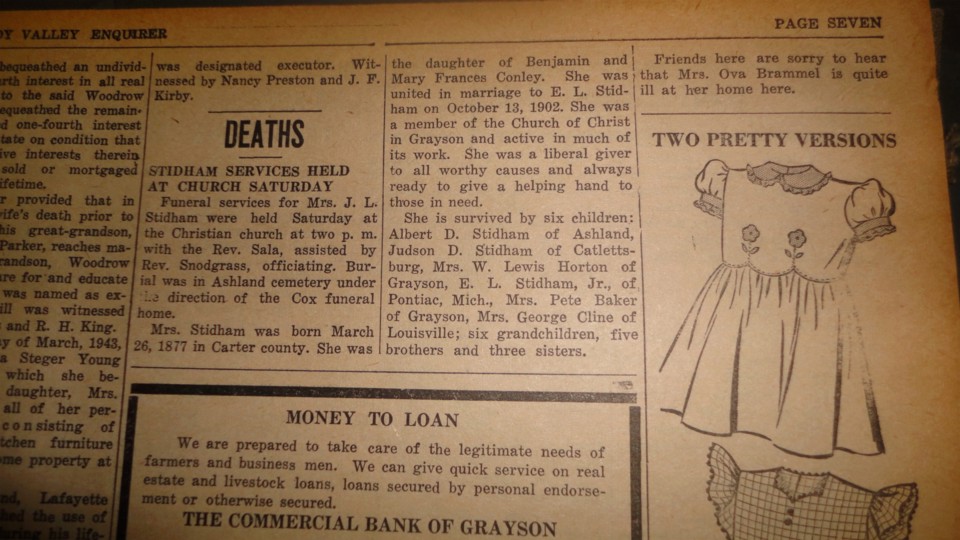 DY VALLEY ENQUIRER
PAGE SEVEN
bequeathed an undivid-
rth interest in all real
to the said Woodrow
equeathed the remain-
d one-fourth interest
tate on condition that
ive interests therein
sold or mortgaged
ifetime.
r provided that in
ife's death prior to
his great-grandson,
Parker, reaches ma-
randson, Woodrow
re for and educate
was named as ex-
ill was witnessed
and R. H. King.
y of March, 1943,
a Steger Young
which she be-
daughter, Mrs.
all of her per-
consisting of
tchen furniture
ome property at
nd, Lafayette
ked the use of
during his life-
was designated executor. Wit-
nessed by Nancy Preston and J. F.
Kirby.
DEATHS
STIDHAM SERVICES HELD
AT CHURCH SATURDAY
Funeral services for Mrs. J. L.
Stidham were held Saturday at
the Christian church at two p. m.
with the Rev. Sala, assisted by
Rev. Snodgrass, officiating. Bur-
ial was in Ashland cemetery under
direction of the Cox funeral
home.
Mrs. Stidham was born March
26, 1877 in Carter county. She was
the daughter of Benjamin and
Mary Frances Conley. She was
united in marriage to E. L. Stid-
ham on October 13, 1902. She was
a member of the Church of Christ
in Grayson and active in much of
its work. She was a liberal giver
to all worthy causes and always
ready to give a helping hand to
those in need.
She is survived by six children:
Albert D. Stidham of Ashland,
Judson D. Stidham of Catletts-
burg, Mrs. W. Lewis Horton of
Grayson, E. L. Stidham, Jr., of
Pontiac, Mich., Mrs. Pete Baker
of Grayson, Mrs. George Cline of
Louisville; six grandchildren, five
brothers and three sisters.
MONEY TO LOAN
We are prepared to take care of the legitimate needs of
farmers and business men. We can give quick service on real
estate and livestock loans, loans secured by personal endorse-
ment or otherwise secured.
THE COMMERCIAL BANK OF GRAYSON
Friends here are sorry to hear
that Mrs. Ova Brammel is quite
ill at her home here.
TWO PRETTY VERSIONS